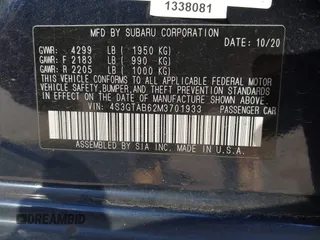 1338081
MFD. BY SUBARU CORPORATION
DATE: 10/20
GVWR: 4299 LB ( 1950 KG)
GAWR: F 2183 LB ( 990 KG)
GAWR: R 2205 LB ( 1000 KG)
THIS VEHICLE CONFORMS TO ALL APPLICABLE FEDERAL MOTOR
VEHICLE SAFETY, BUMPER, AND THEFT PREVENTION STANDARDS IN
EFFECT ON THE DATE OF MANUFACTURE SHOWN ABOVE.
VIN: 4S3GTAB62M3701933
PASSENGER CAR
ASSEMBLED BY SIA INC. MADE IN U.S.A.
DREAMBID